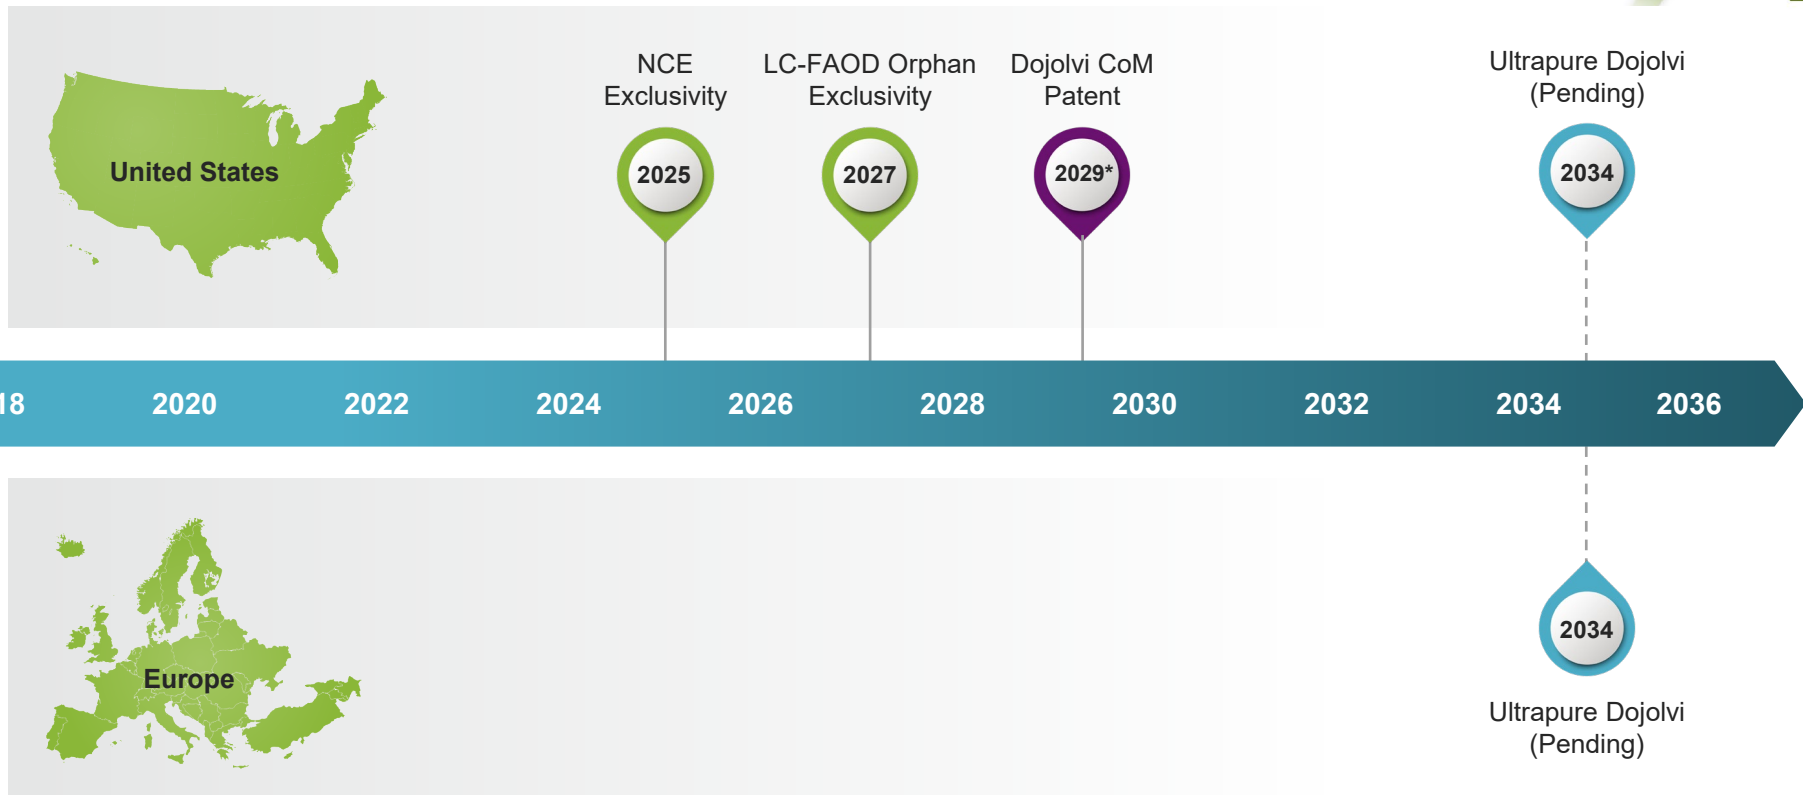 NCE
Exclusivity
LC-FAOD Orphan
Exclusivity
Dojolvi CoM
Patent
Ultrapure Dojolvi
(Pending)
United States
2025
2027
2029*
2034
18
2020
2022
2024
2026
2028
2030
2032
2034
2036
Europe
2034
Ultrapure Dojolvi
(Pending)